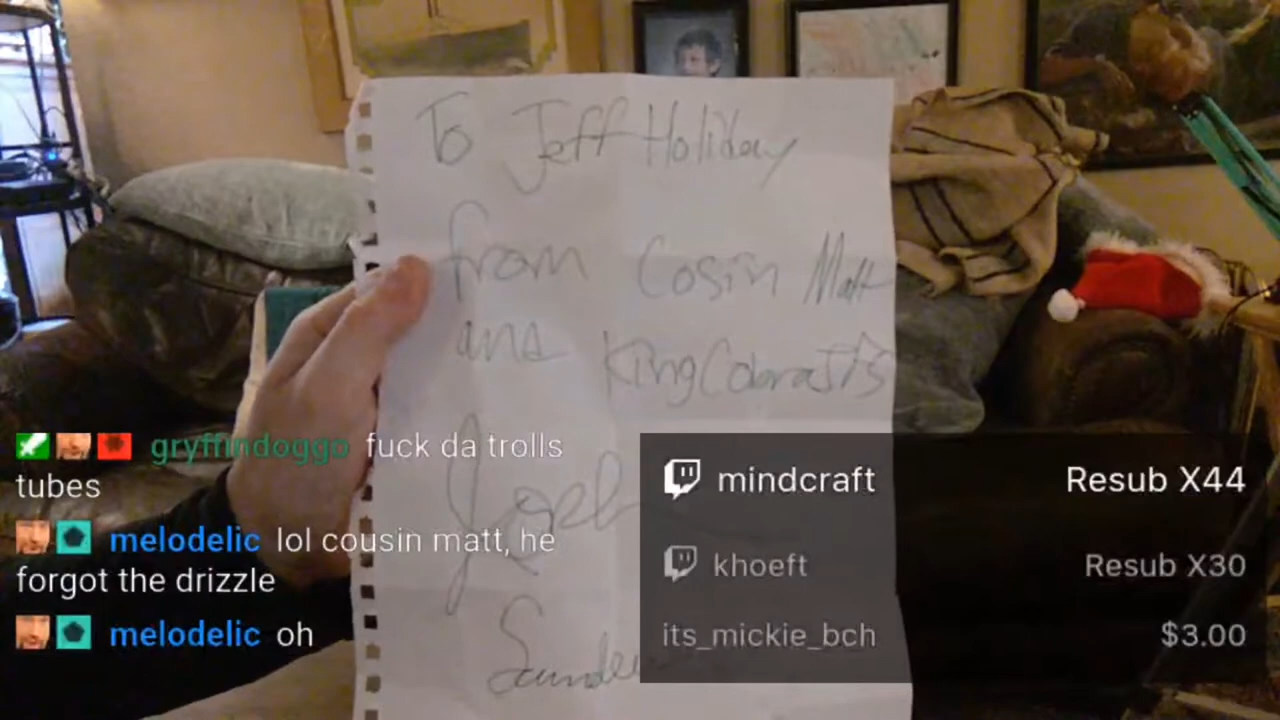 To Jeff Holiday
from Cosin Matt
and KingCobraJFS
gryffindoggo fuck da trolls
tubes
melodelic lol cousin matt, he
forgot the drizzle
melodelic oh
mindcraft Resub X44
khoeft Resub X30
its_mickie_bch $3.00